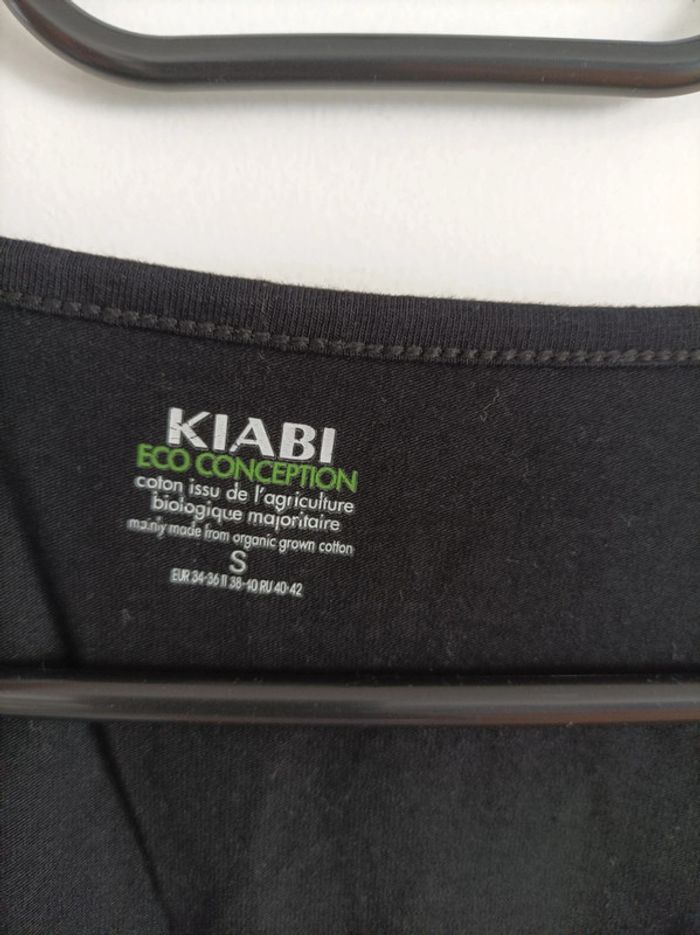 KIABI
ECO CONCEPTION
coton issu de l'agriculture
biologique majoritaire
mainly made from organic grown cotton
S
EUR 34-36 IT 38-40 RU 40-42